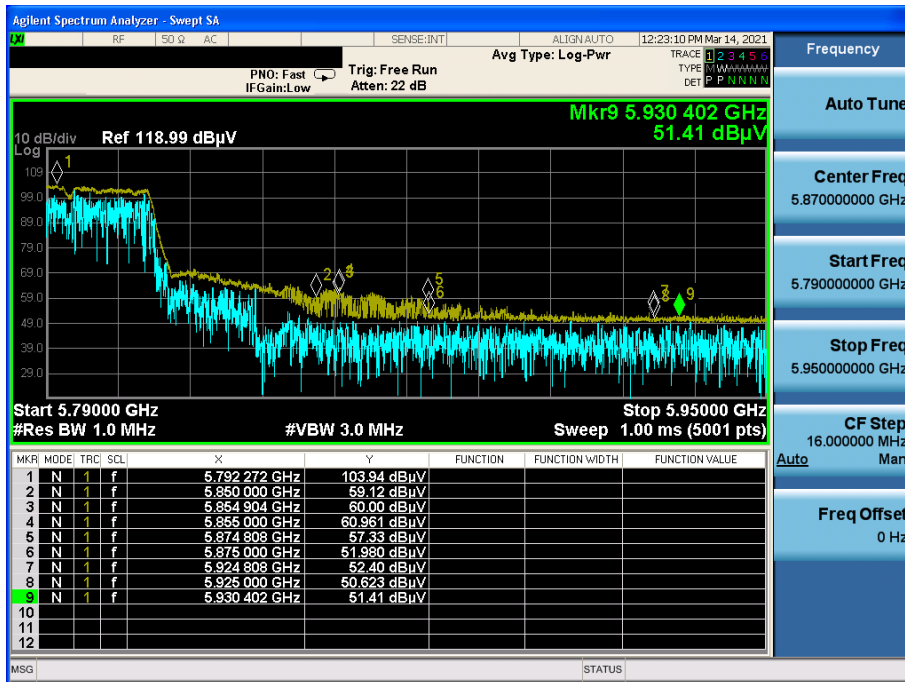 Agilent Spectrum Analyzer - Swept SA
LXI RF 50 Ω AC SENSE:INT ALIGN AUTO 12:23:10 PM Mar 14, 2021
PNO: Fast Trig: Free Run Avg Type: Log-Pwr TRACE 1 2 3 4 5 6
IFGain:Low Atten: 22 dB TYPE M WWWWW
DET P P N N N N
Mkr9 5.930 402 GHz
51.41 dBµV
10 dB/div Ref 118.99 dBµV
Log
109
99.0
89.0
79.0
69.0
59.0
49.0
39.0
29.0
1
2
4
5
6
7
8
9
Start 5.79000 GHz Stop 5.95000 GHz
#Res BW 1.0 MHz #VBW 3.0 MHz Sweep 1.00 ms (5001 pts)
MKR MODE TRC SCL X Y FUNCTION FUNCTION WIDTH FUNCTION VALUE
1 N 1 f 5.792 272 GHz 103.94 dBµV
2 N 1 f 5.850 000 GHz 59.12 dBµV
3 N 1 f 5.854 904 GHz 60.00 dBµV
4 N 1 f 5.855 000 GHz 60.961 dBµV
5 N 1 f 5.874 808 GHz 57.33 dBµV
6 N 1 f 5.875 000 GHz 51.980 dBµV
7 N 1 f 5.924 808 GHz 52.40 dBµV
8 N 1 f 5.925 000 GHz 50.623 dBµV
9 N 1 f 5.930 402 GHz 51.41 dBµV
10
11
12
MSG STATUS
Frequency
Auto Tune
Center Freq
5.870000000 GHz
Start Freq
5.790000000 GHz
Stop Freq
5.950000000 GHz
CF Step
16.000000 MHz
Auto Man
Freq Offset
0 Hz